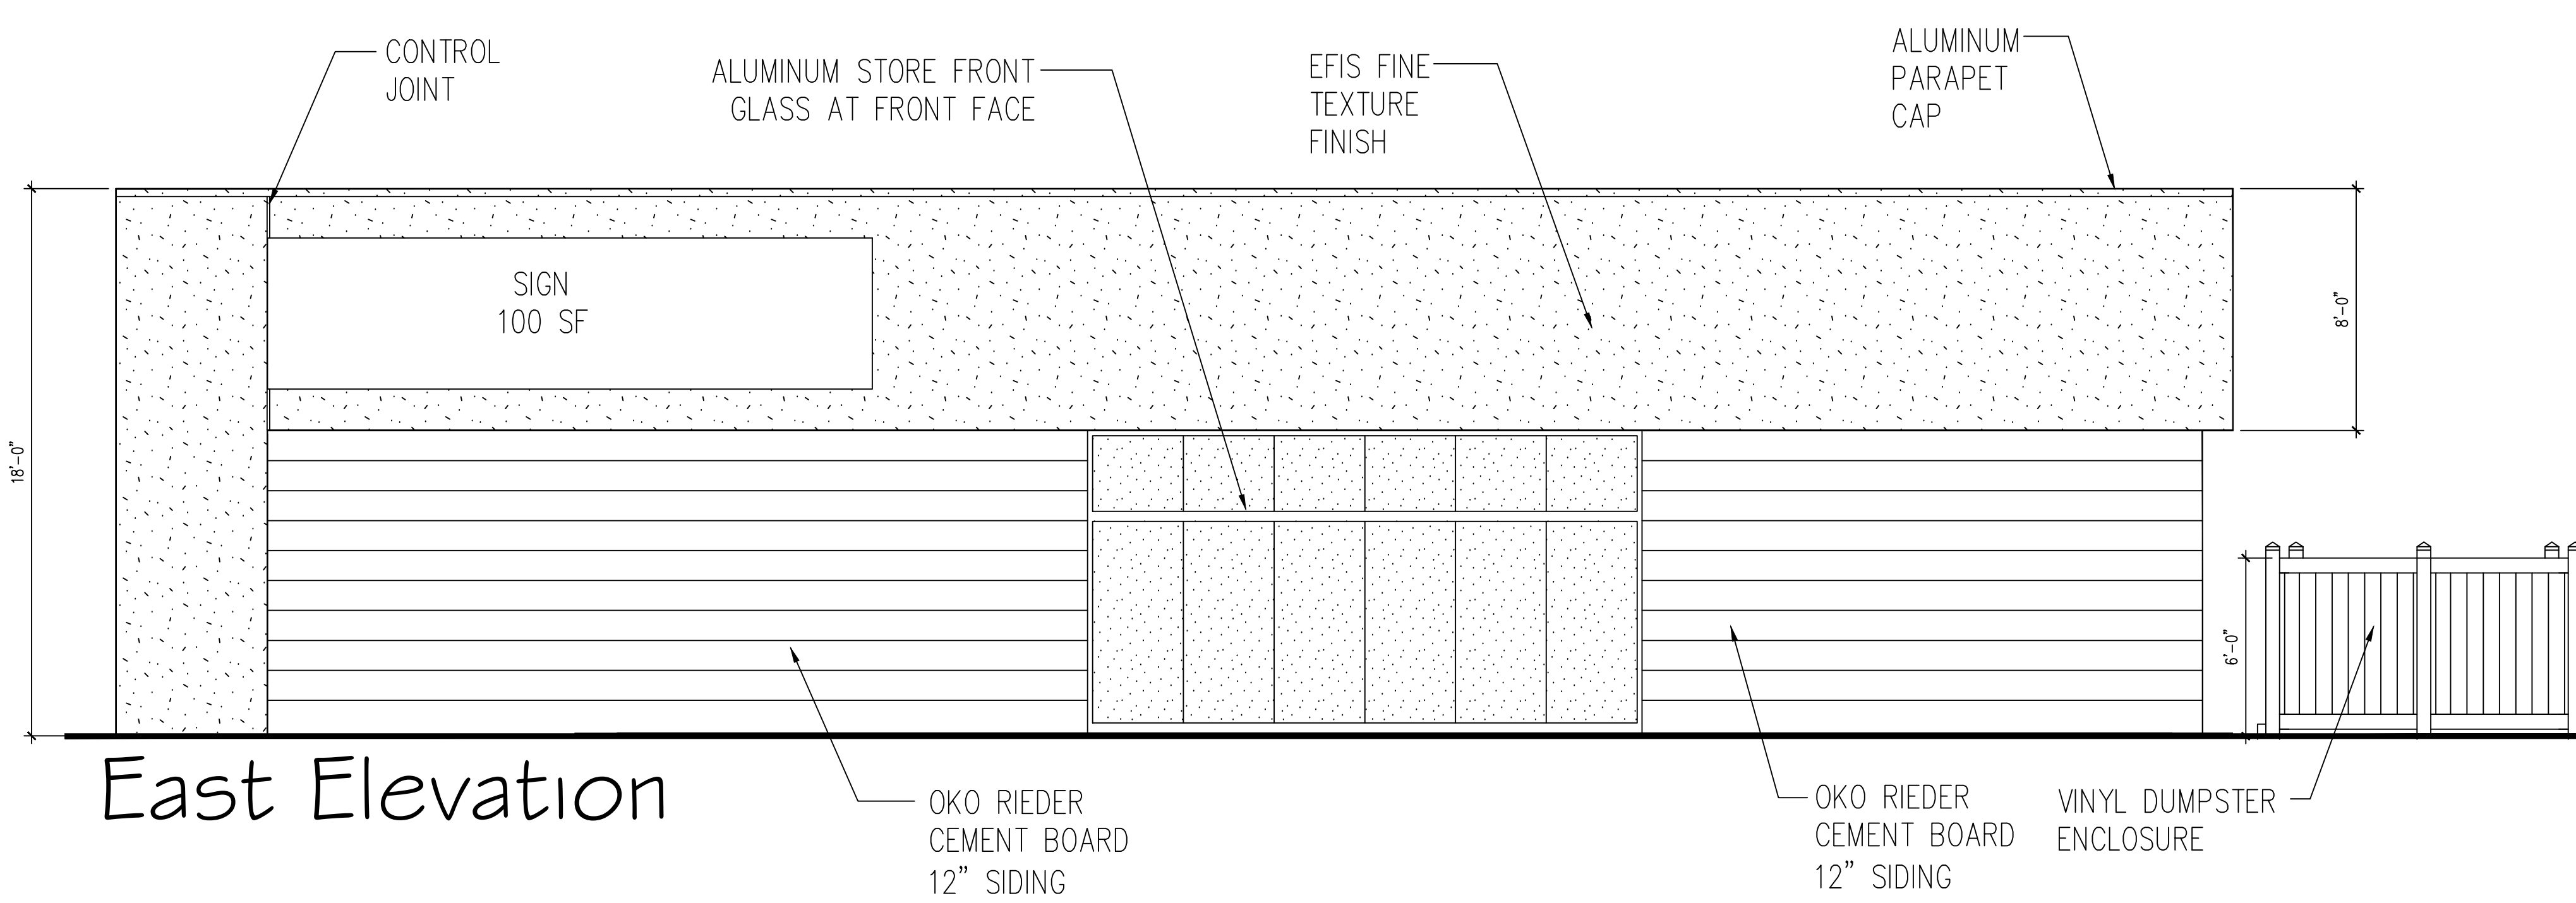 CONTROL
JOINT
ALUMINUM STORE FRONT
GLASS AT FRONT FACE
EFIS FINE
TEXTURE
FINISH
ALUMINUM
PARAPET
CAP
SIGN
100 SF
18'-0"
8'-0"
6'-0"
East Elevation
OKO RIEDER
CEMENT BOARD
12" SIDING
OKO RIEDER
CEMENT BOARD
12" SIDING
VINYL DUMPSTER
ENCLOSURE